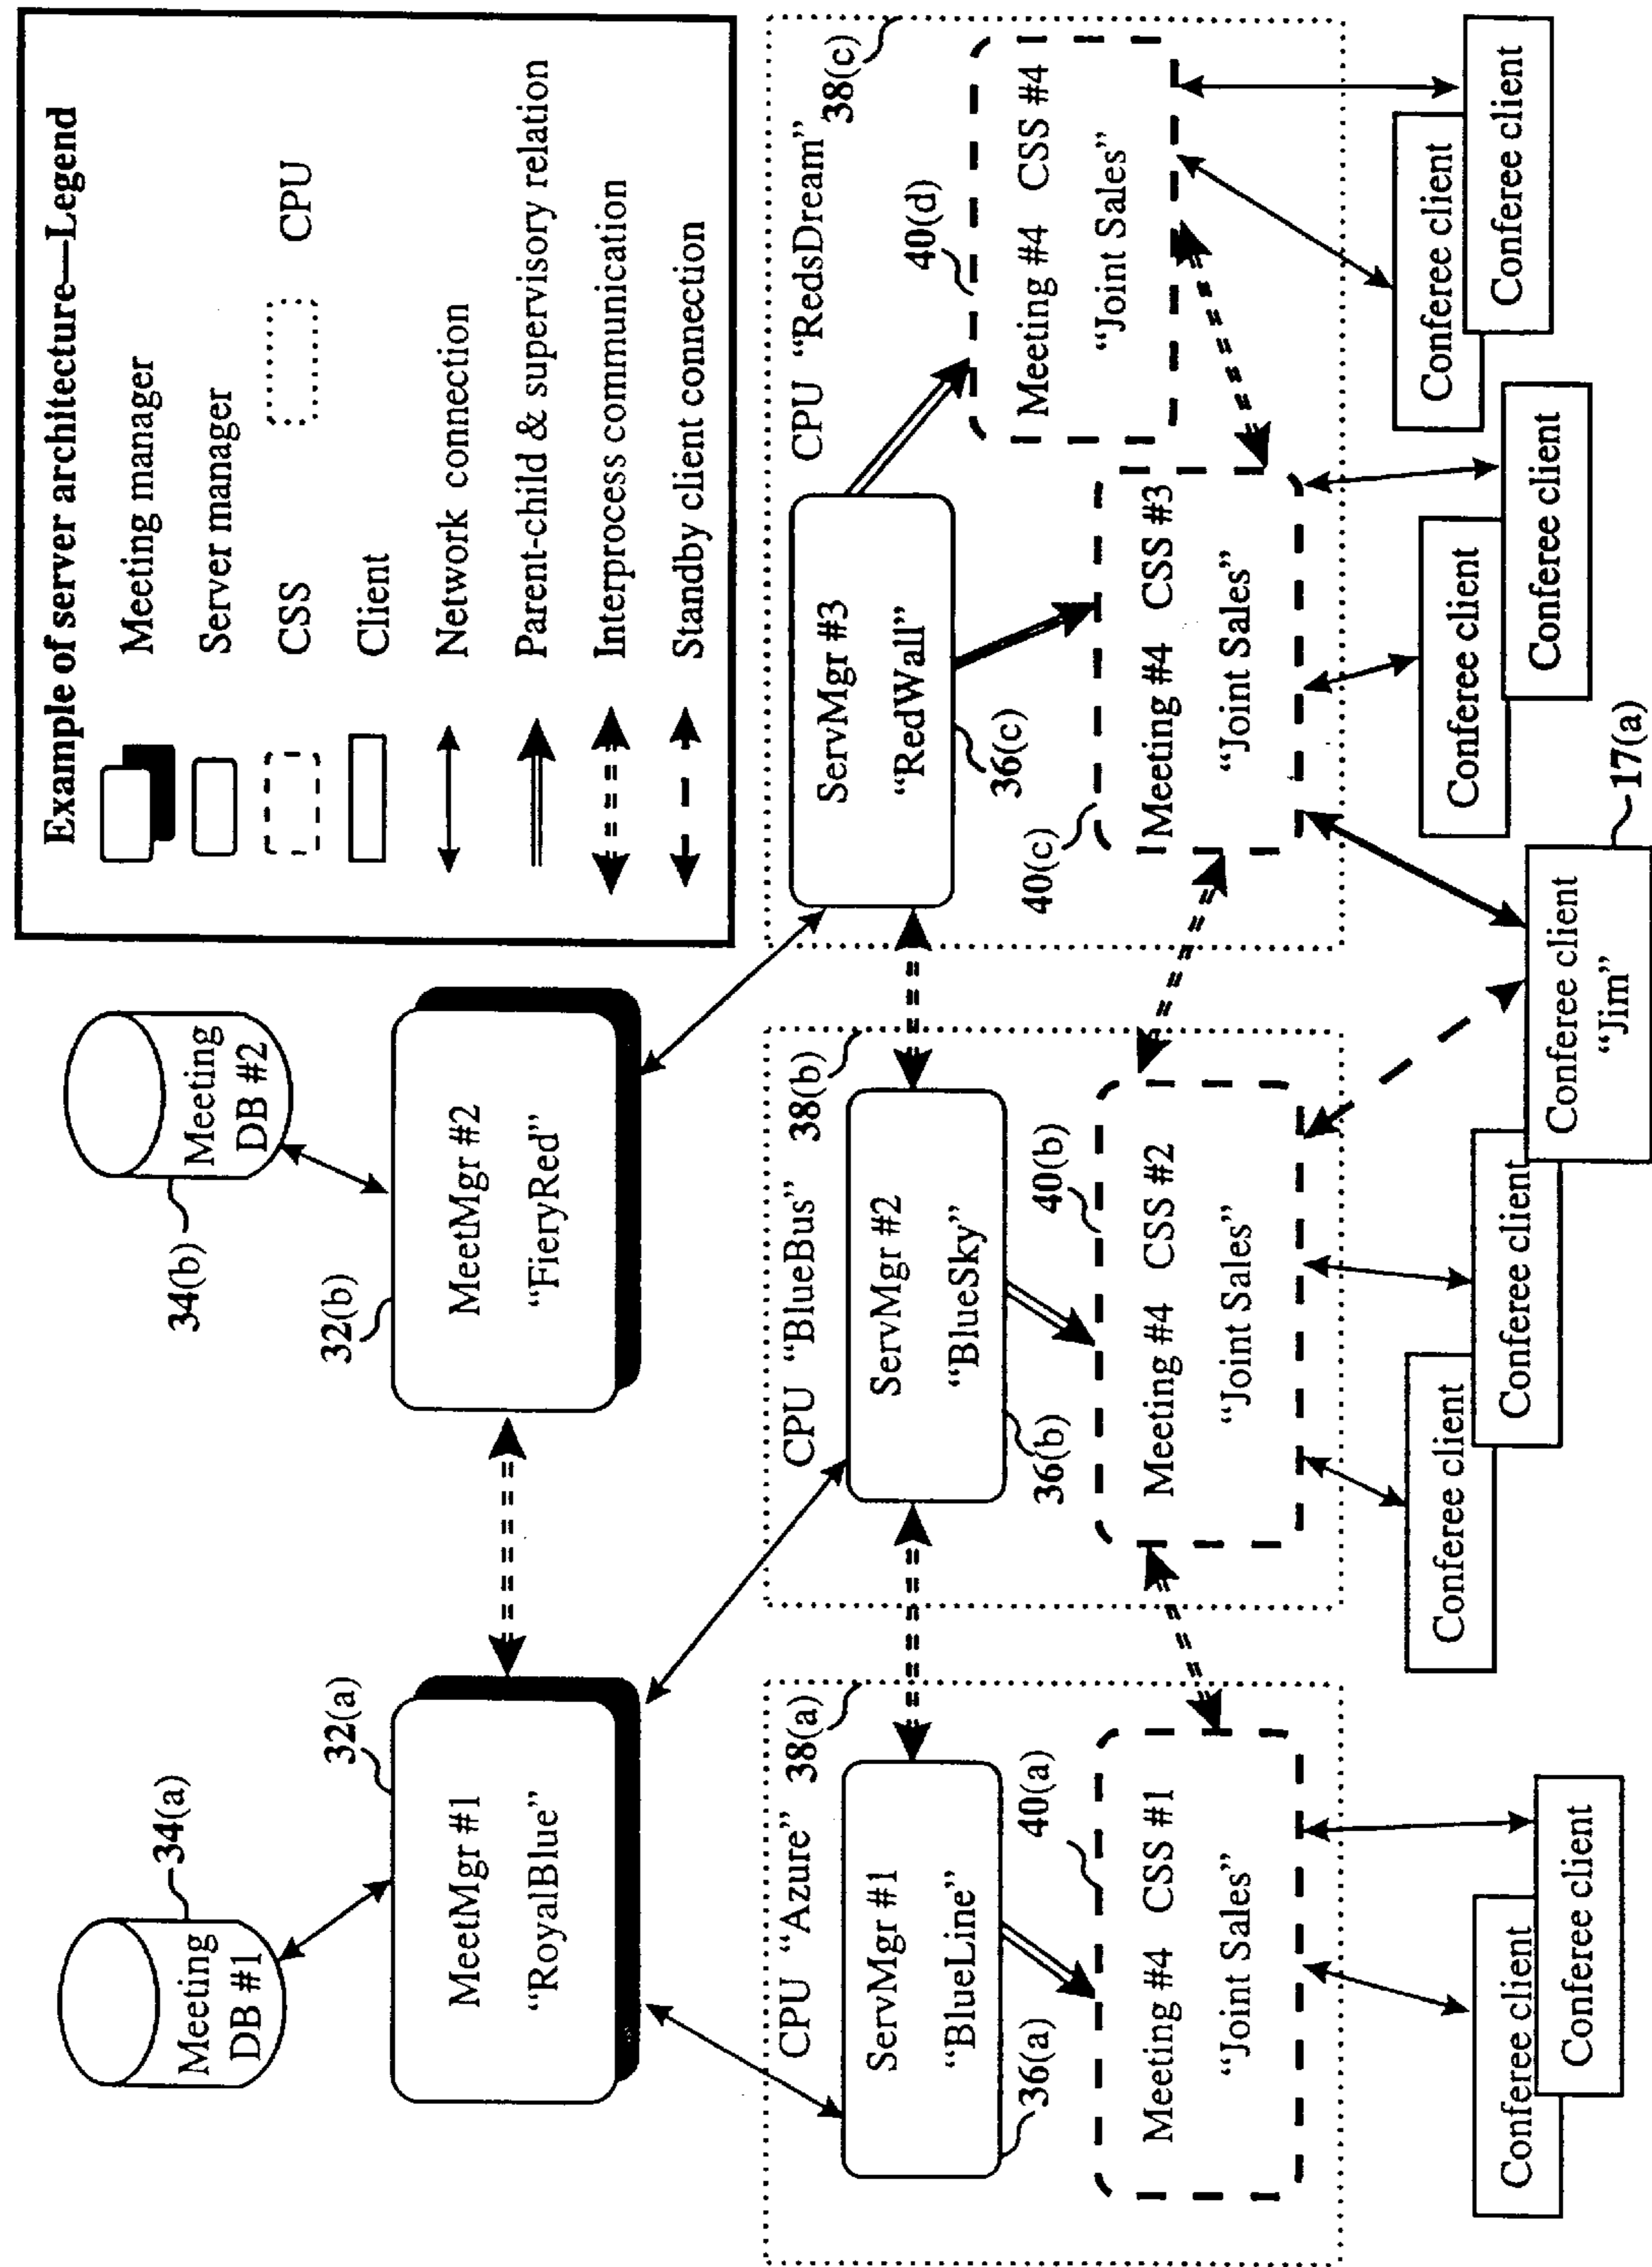 Example of server architecture—Legend
Meeting manager
Server manager
CSS
CPU
Client
Network connection
Parent-child & supervisory relation
Interprocess communication
Standby client connection
34(a)
Meeting
DB #1
34(b)
Meeting
DB #2
32(a)
MeetMgr #1
“RoyalBlue”
32(b)
MeetMgr #2
“FieryRed”
CPU “Azure”
38(a)
ServMgr #1
“BlueLine”
36(a)
40(a)
Meeting #4 CSS #1
“Joint Sales”
Conferee client
Conferee client
CPU “BlueBus”
38(b)
ServMgr #2
“BlueSky”
36(b)
40(b)
Meeting #4 CSS #2
“Joint Sales”
Conferee client
Conferee client
CPU “RedsDream”
38(c)
ServMgr #3
“RedWall”
36(c)
40(c)
Meeting #4 CSS #3
“Joint Sales”
40(d)
Meeting #4 CSS #4
“Joint Sales”
Conferee client
“Jim”
17(a)
Conferee client
Conferee client
Conferee client
Conferee client